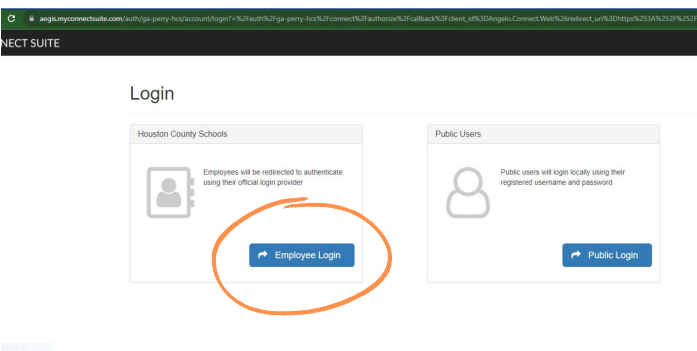 aegis.myconnectsuite.com/auth/ga-perry-hcs/account/login?=%2Fauth%2Fga-perry-hcs%2Fconnect%2Fauthorize%2Fcallback%3Fclient_id%3DAngelo.Connect.Web%26redirect_uri%3Dhttps%253A%252F%252F
NECT SUITE
Login
Houston County Schools
Employees will be redirected to authenticate
using their official login provider
Employee Login
Public Users
Public users will login locally using their
registered username and password
Public Login